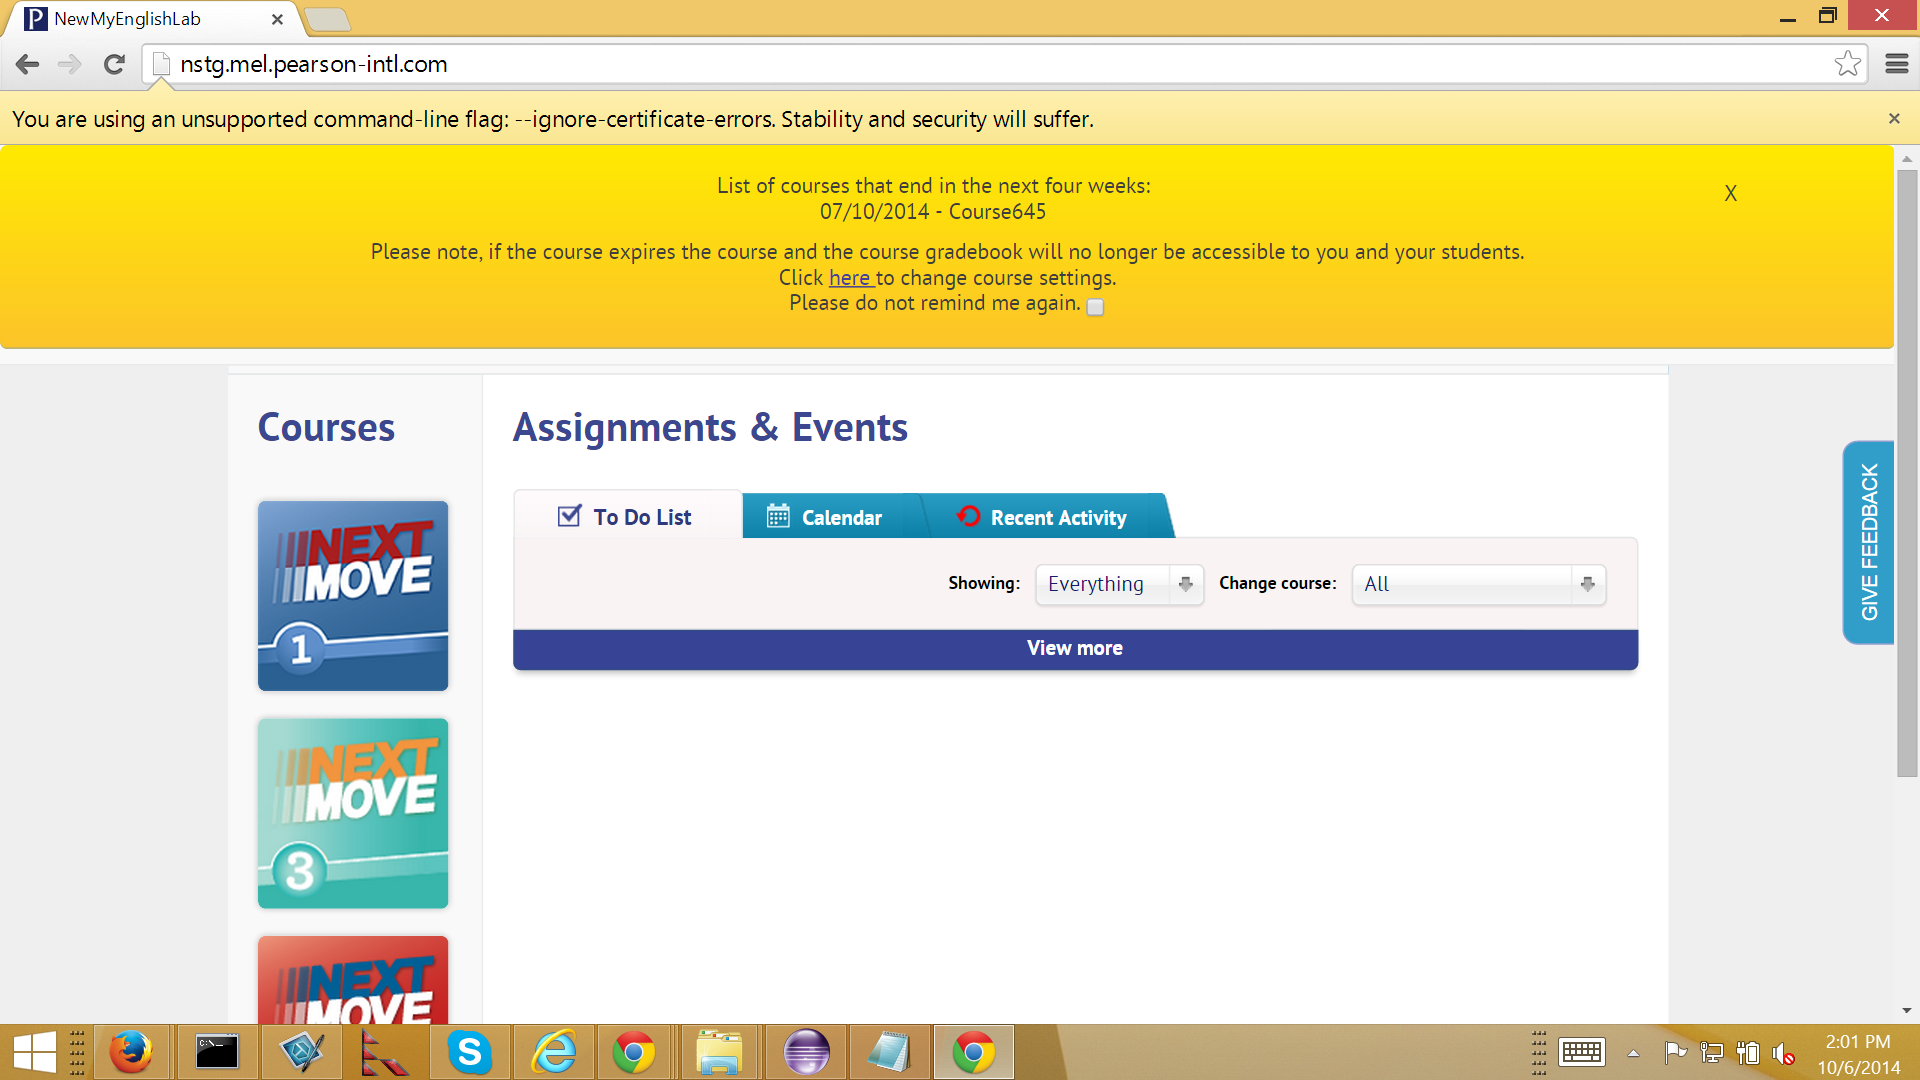 NewMyEnglishLab
nstg.mel.pearson-intl.com
You are using an unsupported command-line flag: --ignore-certificate-errors. Stability and security will suffer.
List of courses that end in the next four weeks:
X
07/10/2014 - Course645
Please note, if the course expires the course and the course gradebook will no longer be accessible to you and your students.
Click here to change course settings.
Please do not remind me again.
Courses
Assignments & Events
To Do List
Calendar
Recent Activity
Showing: Everything Change course: All
View more
GIVE FEEDBACK
NEXT
MOVE
1
NEXT
MOVE
3
NEXT
MOVE
2:01 PM
10/6/2014